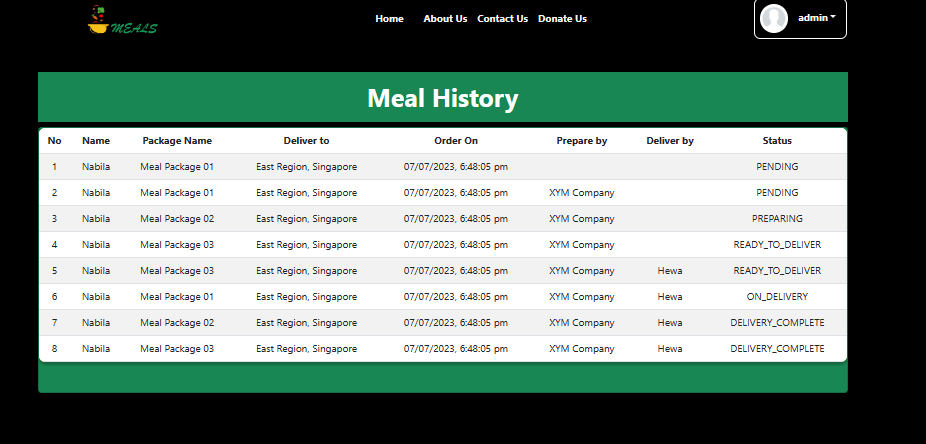 MEALS Home About Us Contact Us Donate Us admin
Meal History
No Name Package Name Deliver to Order On Prepare by Deliver by Status
1 Nabila Meal Package 01 East Region, Singapore 07/07/2023, 6:48:05 pm PENDING
2 Nabila Meal Package 01 East Region, Singapore 07/07/2023, 6:48:05 pm XYM Company PENDING
3 Nabila Meal Package 02 East Region, Singapore 07/07/2023, 6:48:05 pm XYM Company PREPARING
4 Nabila Meal Package 03 East Region, Singapore 07/07/2023, 6:48:05 pm XYM Company READY_TO_DELIVER
5 Nabila Meal Package 03 East Region, Singapore 07/07/2023, 6:48:05 pm XYM Company Hewa READY_TO_DELIVER
6 Nabila Meal Package 01 East Region, Singapore 07/07/2023, 6:48:05 pm XYM Company Hewa ON_DELIVERY
7 Nabila Meal Package 02 East Region, Singapore 07/07/2023, 6:48:05 pm XYM Company Hewa DELIVERY_COMPLETE
8 Nabila Meal Package 03 East Region, Singapore 07/07/2023, 6:48:05 pm XYM Company Hewa DELIVERY_COMPLETE